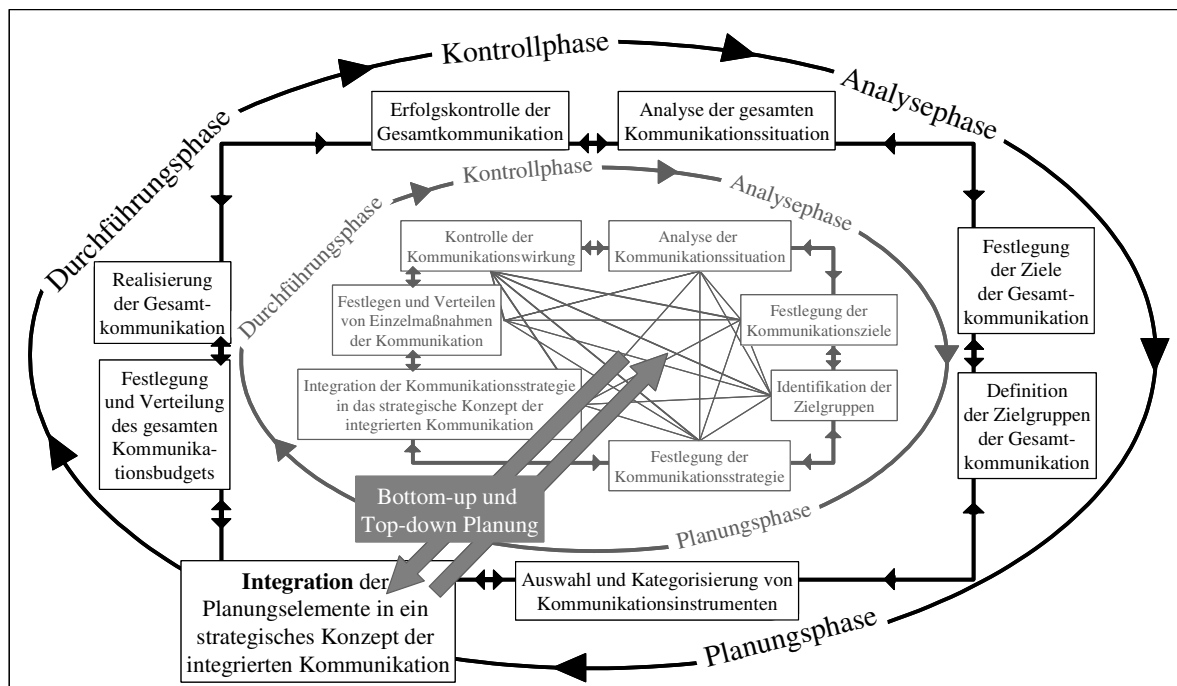 Kontrollphase
Analysephase
Durchführungsphase
Planungsphase
Erfolgskontrolle der
Gesamtkommunikation
Analyse der gesamten
Kommunikationssituation
Festlegung
der Ziele
der Gesamt-
kommunikation
Definition
der Zielgruppen
der Gesamt-
kommunikation
Auswahl und Kategorisierung von
Kommunikationsinstrumenten
Integration der
Planungselemente in ein
strategisches Konzept der
integrierten Kommunikation
Festlegung
und Verteilung
des gesamten
Kommunika-
tionsbudgets
Realisierung
der Gesamt-
kommunikation
Kontrollphase
Analysephase
Durchführungsphase
Planungsphase
Kontrolle der
Kommunikationswirkung
Analyse der
Kommunikationssituation
Festlegung der
Kommunikationsziele
Identifikation der
Zielgruppen
Festlegung der
Kommunikationsstrategie
Integration der Kommunikationsstrategie
in das strategische Konzept der
integrierten Kommunikation
Festlegen und Verteilen
von Einzelmaßnahmen
der Kommunikation
Bottom-up und
Top-down Planung